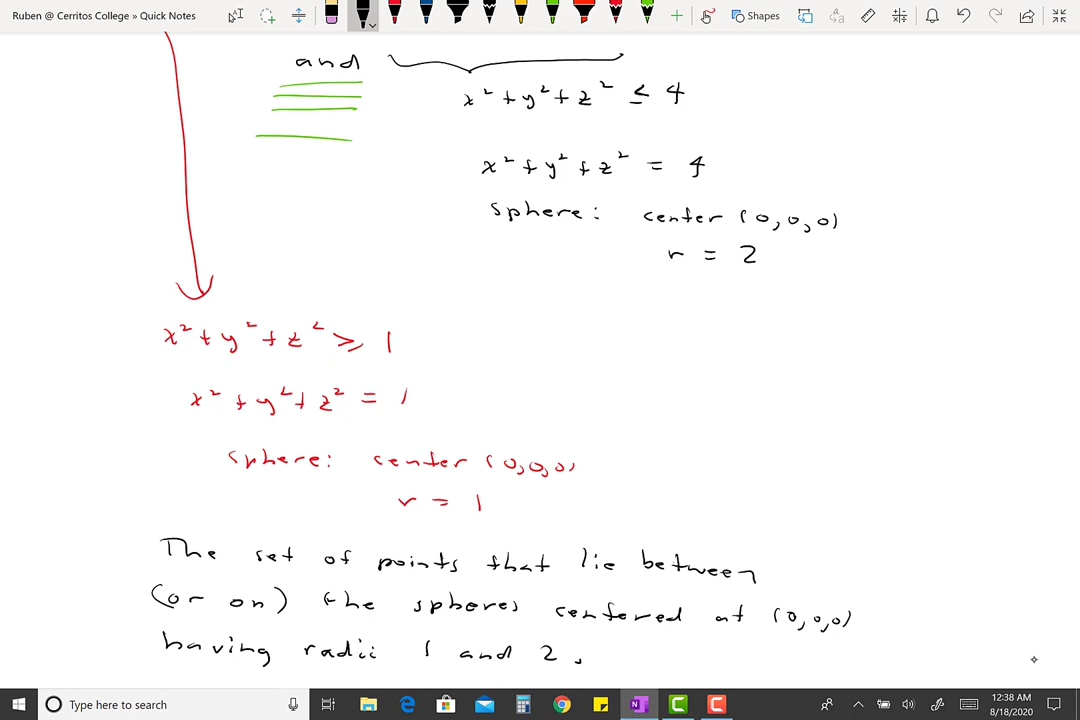 Ruben @ Cerritos College » Quick Notes
Shapes
and
x² + y² + z² ≤ 4
x² + y² + z² = 4
sphere: center (0,0,0)
r = 2
x² + y² + z² ≥ 1
x² + y² + z² = 1
sphere: center (0,0,0)
r = 1
The set of points that lie between
(or on) the spheres centered at (0,0,0)
having radii 1 and 2.
Type here to search
12:38 AM
8/18/2020